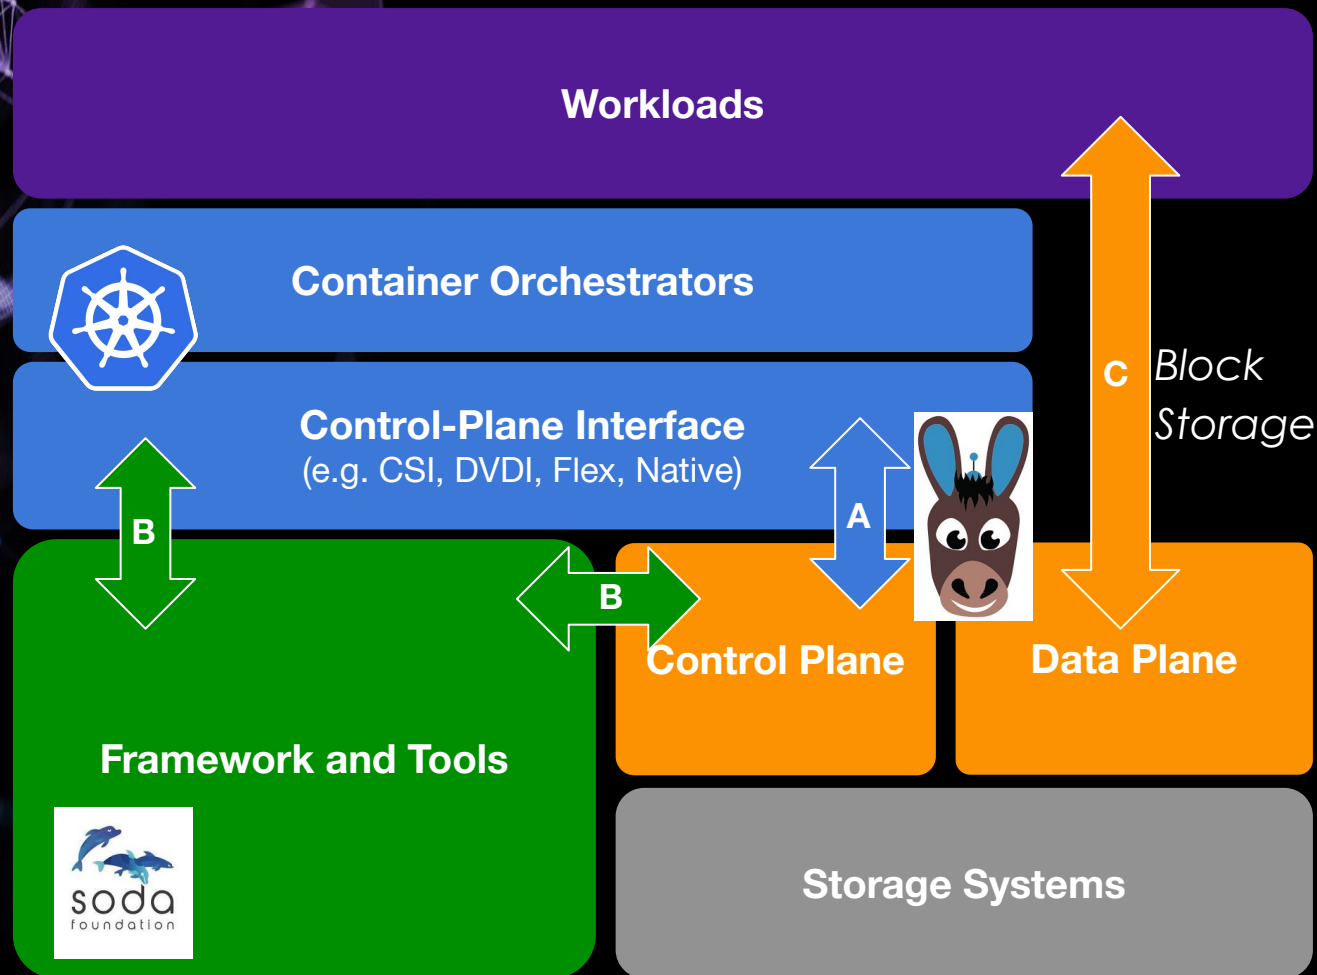 Workloads
Container Orchestrators
Control-Plane Interface
(e.g. CSI, DVDI, Flex, Native)
C
Block
Storage
A
B
B
Control Plane
Data Plane
Framework and Tools
soda
foundation
Storage Systems